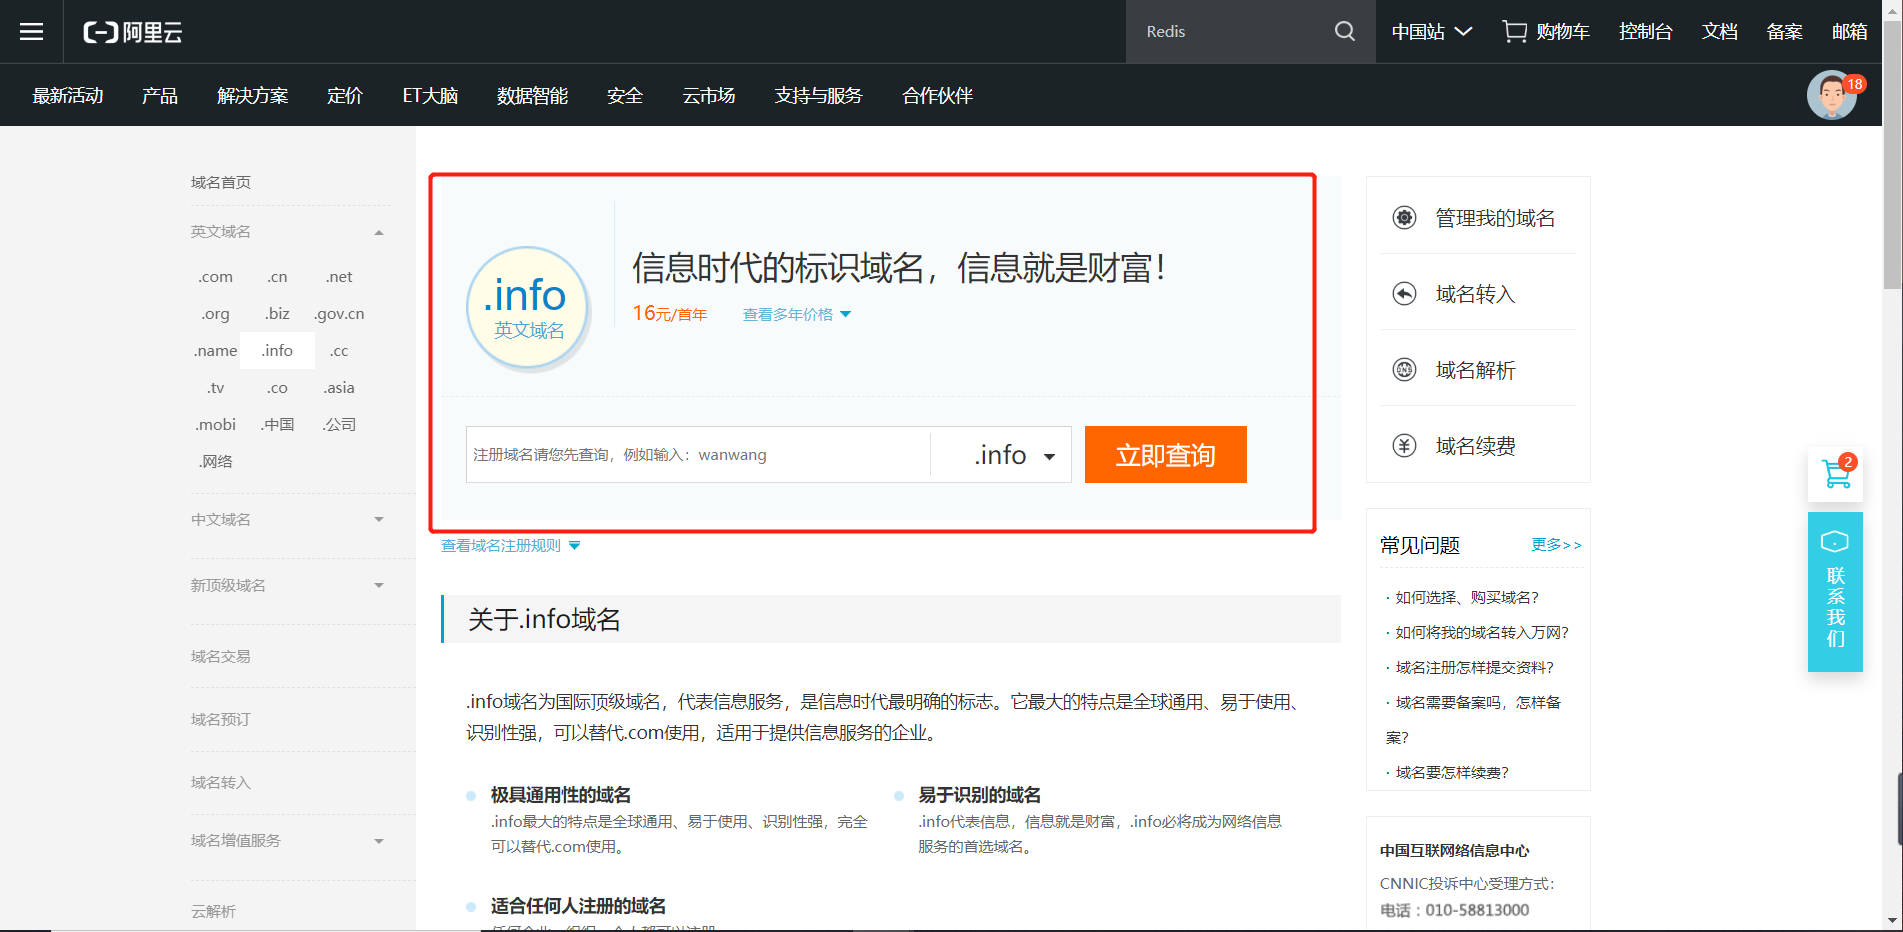 阿里云
Redis
中国站
购物车
控制台
文档
备案
邮箱
最新活动
产品
解决方案
定价
ET大脑
数据智能
安全
云市场
支持与服务
合作伙伴
18
域名首页
英文域名
.com .cn .net
.org .biz .gov.cn
.name .info .cc
.tv .co .asia
.mobi .中国 .公司
.网络
中文域名
新顶级域名
域名交易
域名预订
域名转入
域名增值服务
云解析
.info
英文域名
信息时代的标识域名，信息就是财富！
16元/首年 查看多年价格
注册域名请您先查询，例如输入：wanwang
.info
立即查询
查看域名注册规则
关于.info域名
.info域名为国际顶级域名，代表信息服务，是信息时代最明确的标志。它最大的特点是全球通用、易于使用、
识别性强，可以替代.com使用，适用于提供信息服务的企业。
极具通用性的域名
.info最大的特点是全球通用、易于使用、识别性强，完全
可以替代.com使用。
易于识别的域名
.info代表信息，信息就是财富，.info必将成为网络信息
服务的首选域名。
适合任何人注册的域名
管理我的域名
域名转入
DNS
域名解析
域名续费
常见问题 更多>>
· 如何选择、购买域名?
· 如何将我的域名转入万网?
· 域名注册怎样提交资料?
· 域名需要备案吗，怎样备
案?
· 域名要怎样续费?
中国互联网络信息中心
CNNIC投诉中心受理方式：
电话：010-58813000
2
联系我们